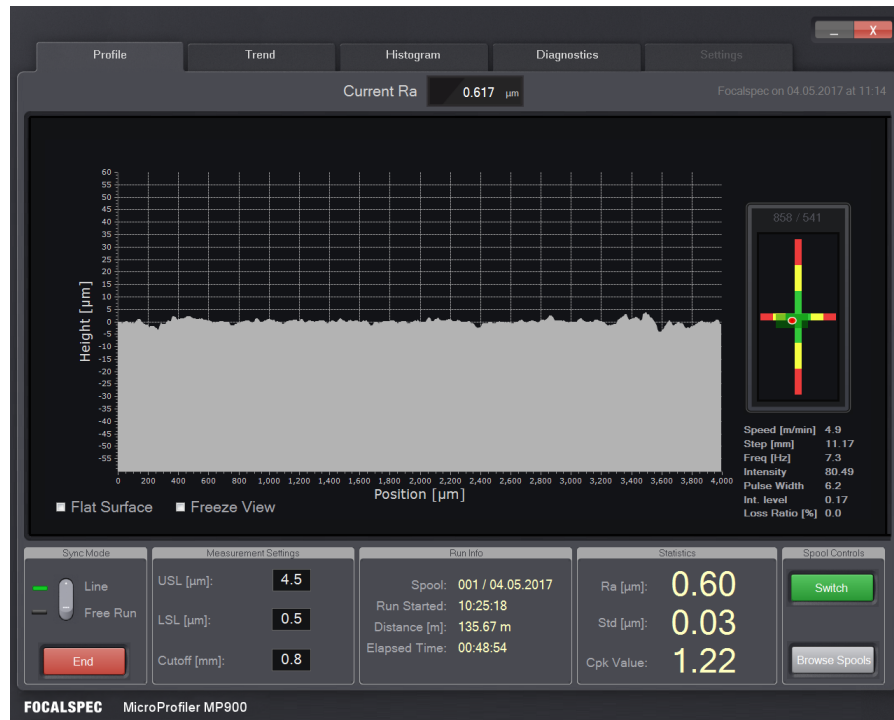 _ X
Profile Trend Histogram Diagnostics Settings
Current Ra 0.617 µm Focalspec on 04.05.2017 at 11:14
60
55
50
45
40
35
30
25
20
15
10
5
0
-5
-10
-15
-20
-25
-30
-35
-40
-45
-50
-55
Height [µm]
0 200 400 600 800 1,000 1,200 1,400 1,600 1,800 2,000 2,200 2,400 2,600 2,800 3,000 3,200 3,400 3,600 3,800 4,000
Position [µm]
Flat Surface Freeze View
858 / 541
Speed [m/min] 4.9
Step [mm] 11.17
Freq [Hz] 7.3
Intensity 80.49
Pulse Width 6.2
Int. level 0.17
Loss Ratio [%] 0.0
Sync Mode
Line
Free Run
End
Measurement Settings
USL [µm]: 4.5
LSL [µm]: 0.5
Cutoff [mm]: 0.8
Run Info
Spool: 001 / 04.05.2017
Run Started: 10:25:18
Distance [m]: 135.67 m
Elapsed Time: 00:48:54
Statistics
Ra [µm]: 0.60
Std [µm]: 0.03
Cpk Value: 1.22
Spool Controls
Switch
Browse Spools
FOCALSPEC MicroProfiler MP900